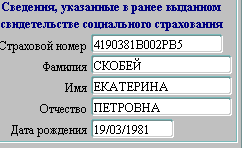 Сведения, указанные в ранее выданном
свидетельстве социального страхования
Страховой номер 4190381B002PB5
Фамилия СКОБЕЙ
Имя ЕКАТЕРИНА
Отчество ПЕТРОВНА
Дата рождения 19/03/1981